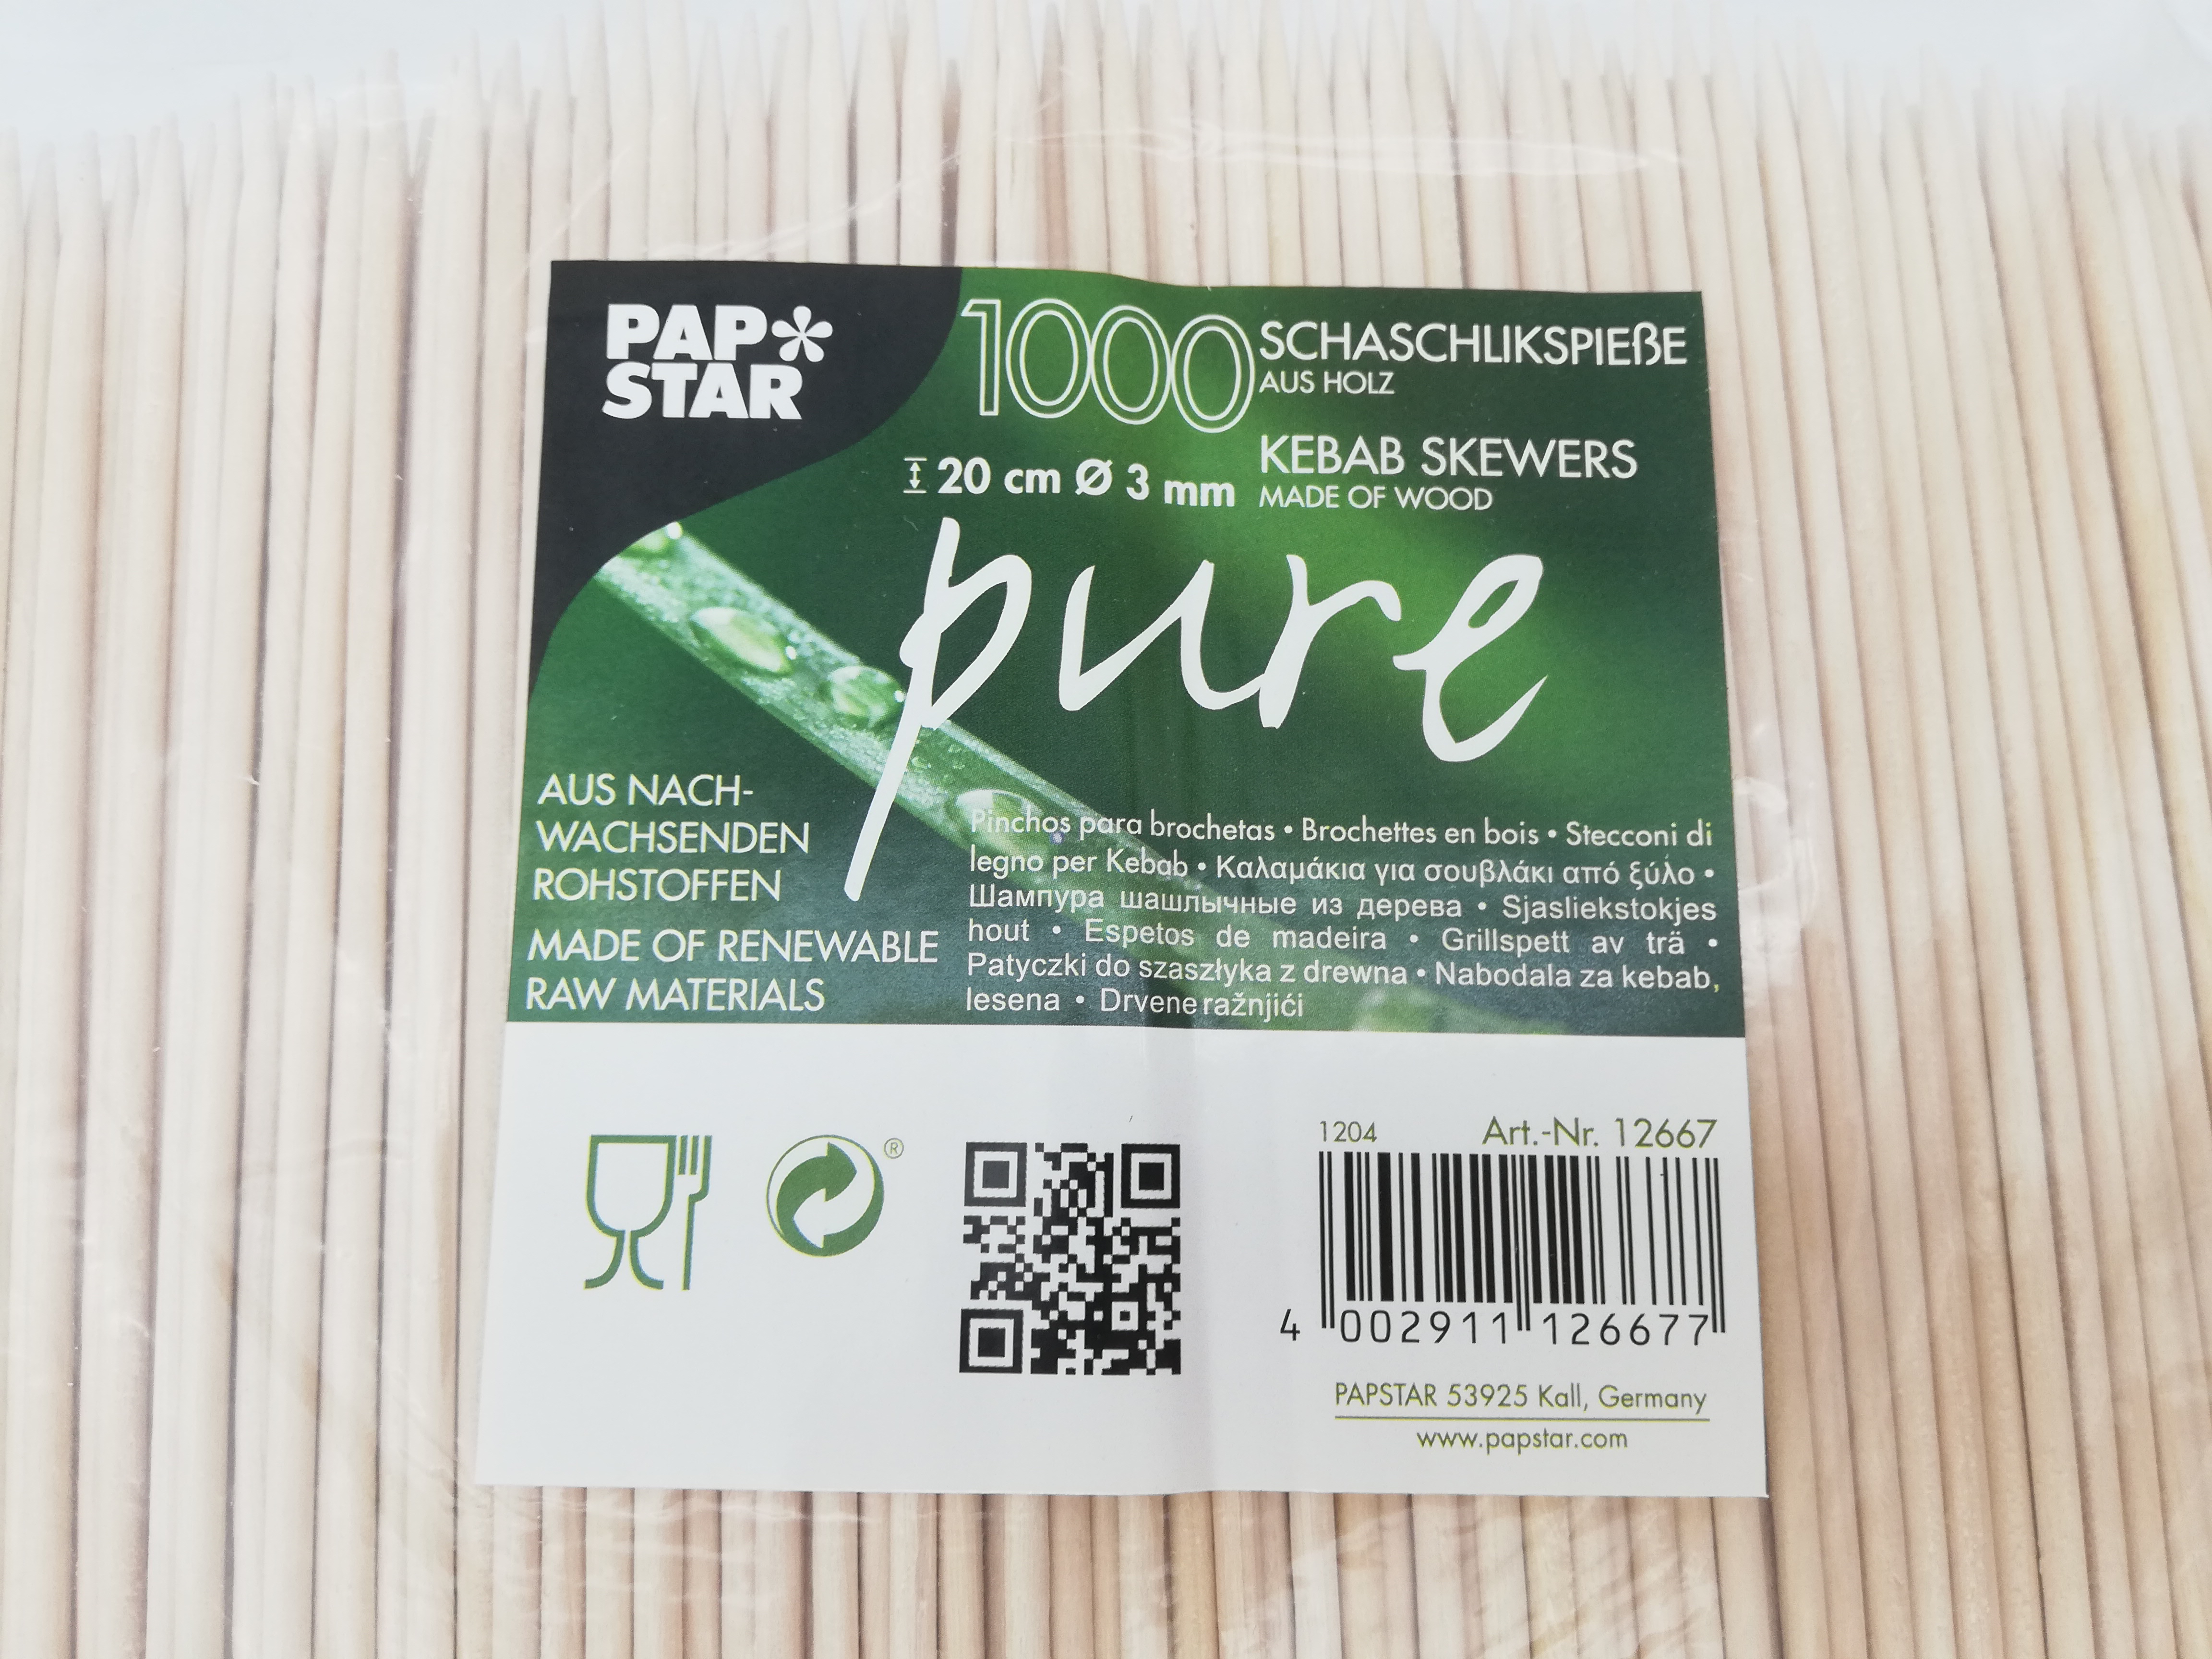 PAP*
STAR
1000 SCHASCHLIKSPIEßE
AUS HOLZ
KEBAB SKEWERS
MADE OF WOOD
20 cm Ø 3 mm
pure
AUS NACH-
WACHSENDEN
ROHSTOFFEN
MADE OF RENEWABLE
RAW MATERIALS
Pinchos para brochetas • Brochettes en bois • Stecconi di
legno per Kebab • Καλαμάκια για σουβλάκι από ξύλο •
Шампура шашлычные из дерева • Sjasliekstokjes
hout • Espetos de madeira • Grillspett av trä •
Patyczki do szaszłyka z drewna • Nabodala za kebab,
lesena • Drvene ražnjići
®
1204 Art.-Nr. 12667
4 002911 126677
PAPSTAR 53925 Kall, Germany
www.papstar.com